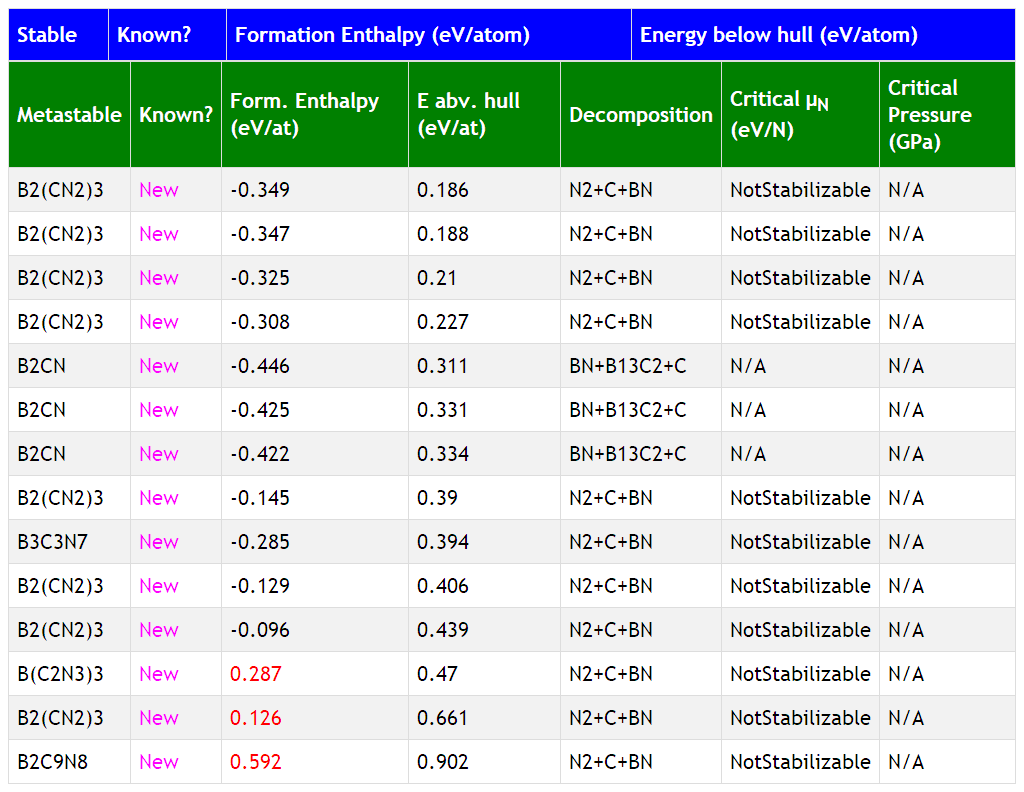 Stable Known? Formation Enthalpy (eV/atom) Energy below hull (eV/atom)
Metastable Known? Form. Enthalpy (eV/at) E abv. hull (eV/at) Decomposition Critical μN (eV/N) Critical Pressure (GPa)
B2(CN2)3 New -0.349 0.186 N2+C+BN NotStabilizable N/A
B2(CN2)3 New -0.347 0.188 N2+C+BN NotStabilizable N/A
B2(CN2)3 New -0.325 0.21 N2+C+BN NotStabilizable N/A
B2(CN2)3 New -0.308 0.227 N2+C+BN NotStabilizable N/A
B2CN New -0.446 0.311 BN+B13C2+C N/A N/A
B2CN New -0.425 0.331 BN+B13C2+C N/A N/A
B2CN New -0.422 0.334 BN+B13C2+C N/A N/A
B2(CN2)3 New -0.145 0.39 N2+C+BN NotStabilizable N/A
B3C3N7 New -0.285 0.394 N2+C+BN NotStabilizable N/A
B2(CN2)3 New -0.129 0.406 N2+C+BN NotStabilizable N/A
B2(CN2)3 New -0.096 0.439 N2+C+BN NotStabilizable N/A
B(C2N3)3 New 0.287 0.47 N2+C+BN NotStabilizable N/A
B2(CN2)3 New 0.126 0.661 N2+C+BN NotStabilizable N/A
B2C9N8 New 0.592 0.902 N2+C+BN NotStabilizable N/A